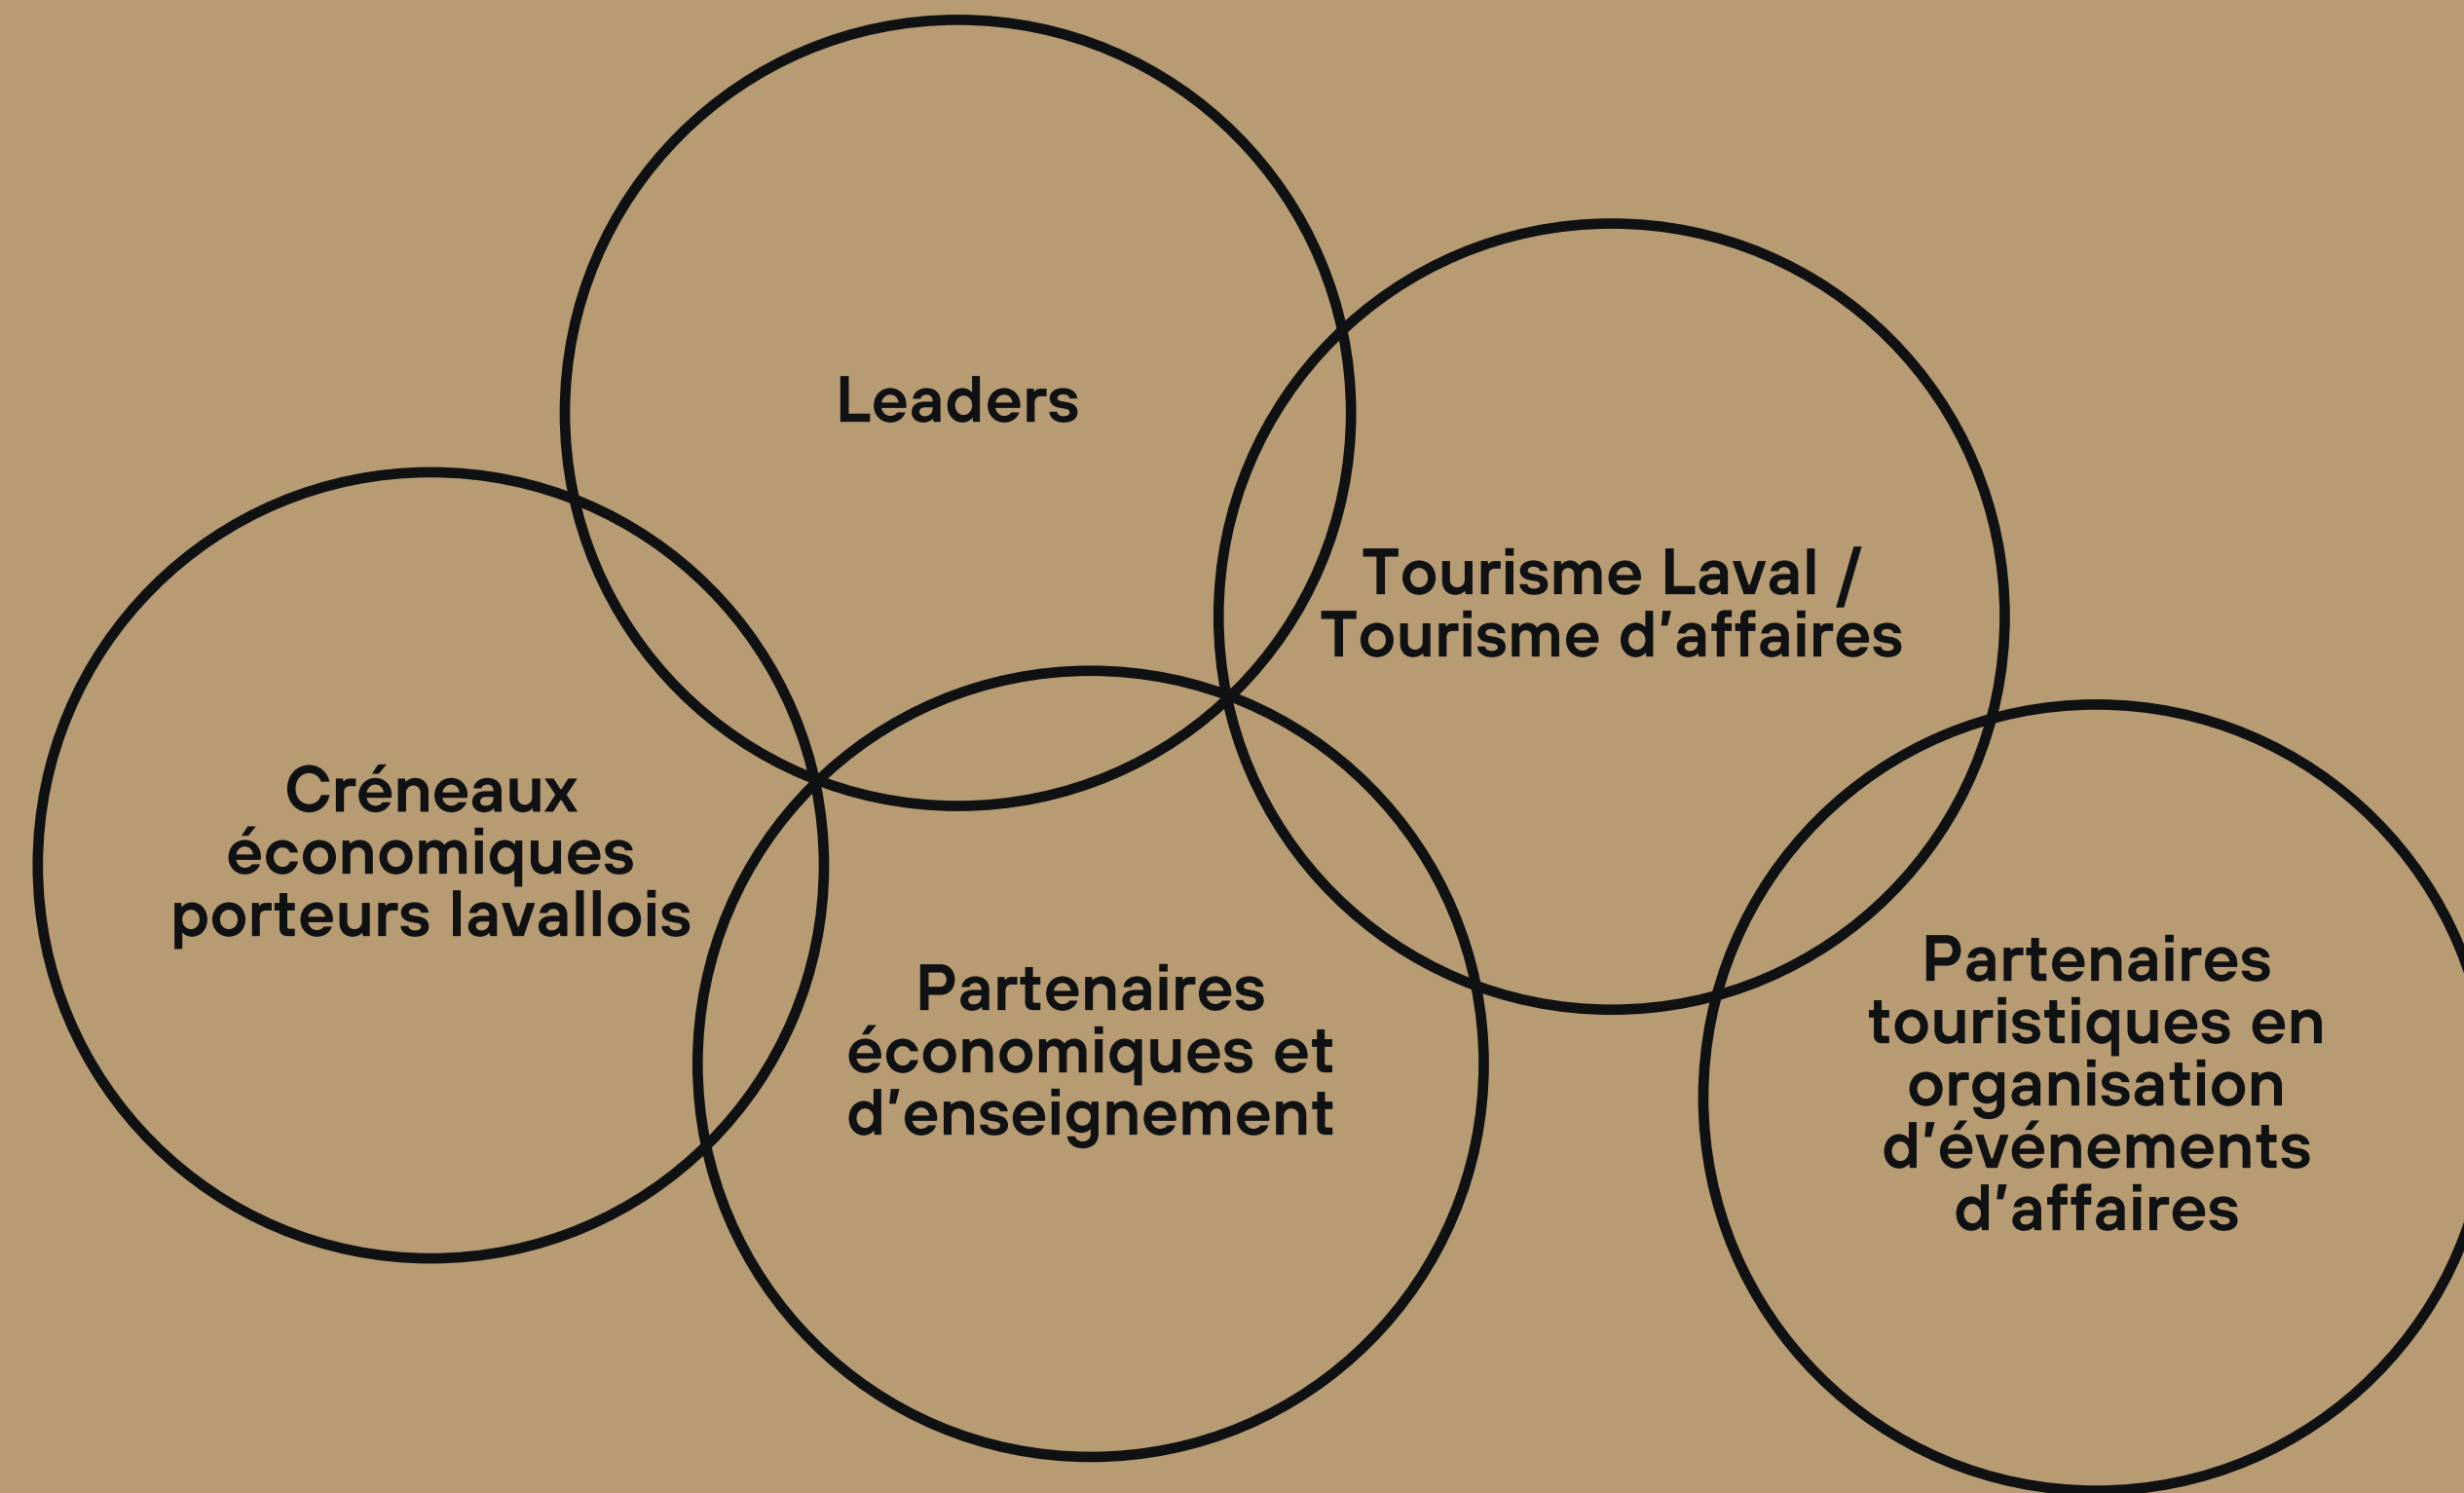 Leaders
Tourisme Laval /
Tourisme d'affaires
Créneaux
économiques
porteurs lavallois
Partenaires
économiques et
d'enseignement
Partenaires
touristiques en
organisation
d'événements
d'affaires